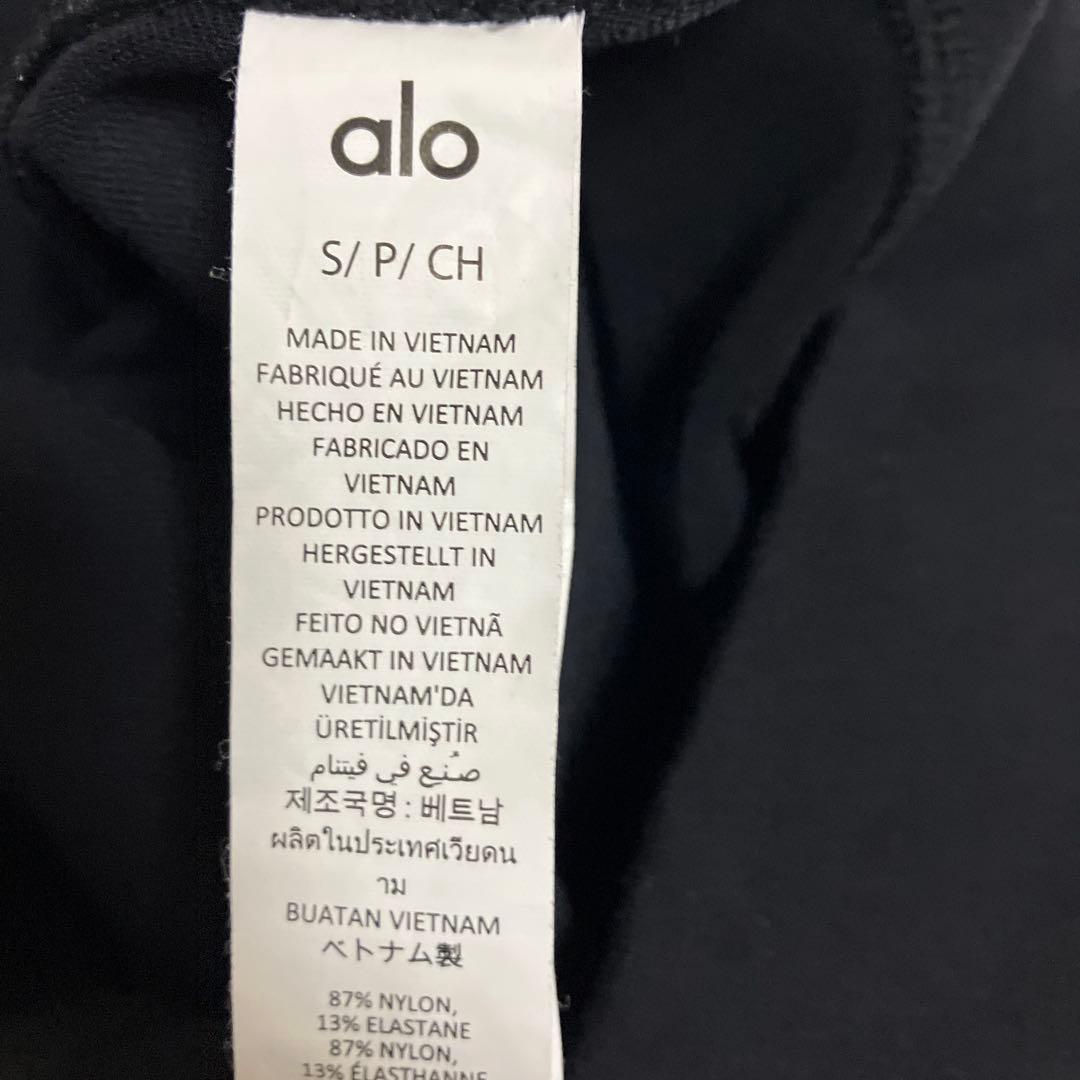 alo
S/ P/ CH
MADE IN VIETNAM
FABRIQUÉ AU VIETNAM
HECHO EN VIETNAM
FABRICADO EN
VIETNAM
PRODOTTO IN VIETNAM
HERGESTELLT IN
VIETNAM
FEITO NO VIETNÃ
GEMAAKT IN VIETNAM
VIETNAM'DA
ÜRETİLMİŞTİR
صُنع في فيتنام
제조국명 : 베트남
ผลิตในประเทศเวียดน
าม
BUATAN VIETNAM
ベトナム製
87% NYLON,
13% ELASTANE
87% NYLON,
13% ÉLASTHANNE